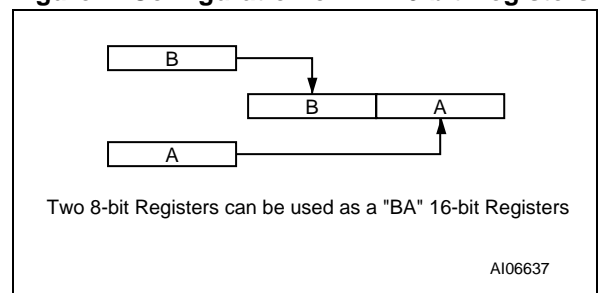 B
B A
A
Two 8-bit Registers can be used as a "BA" 16-bit Registers
AI06637